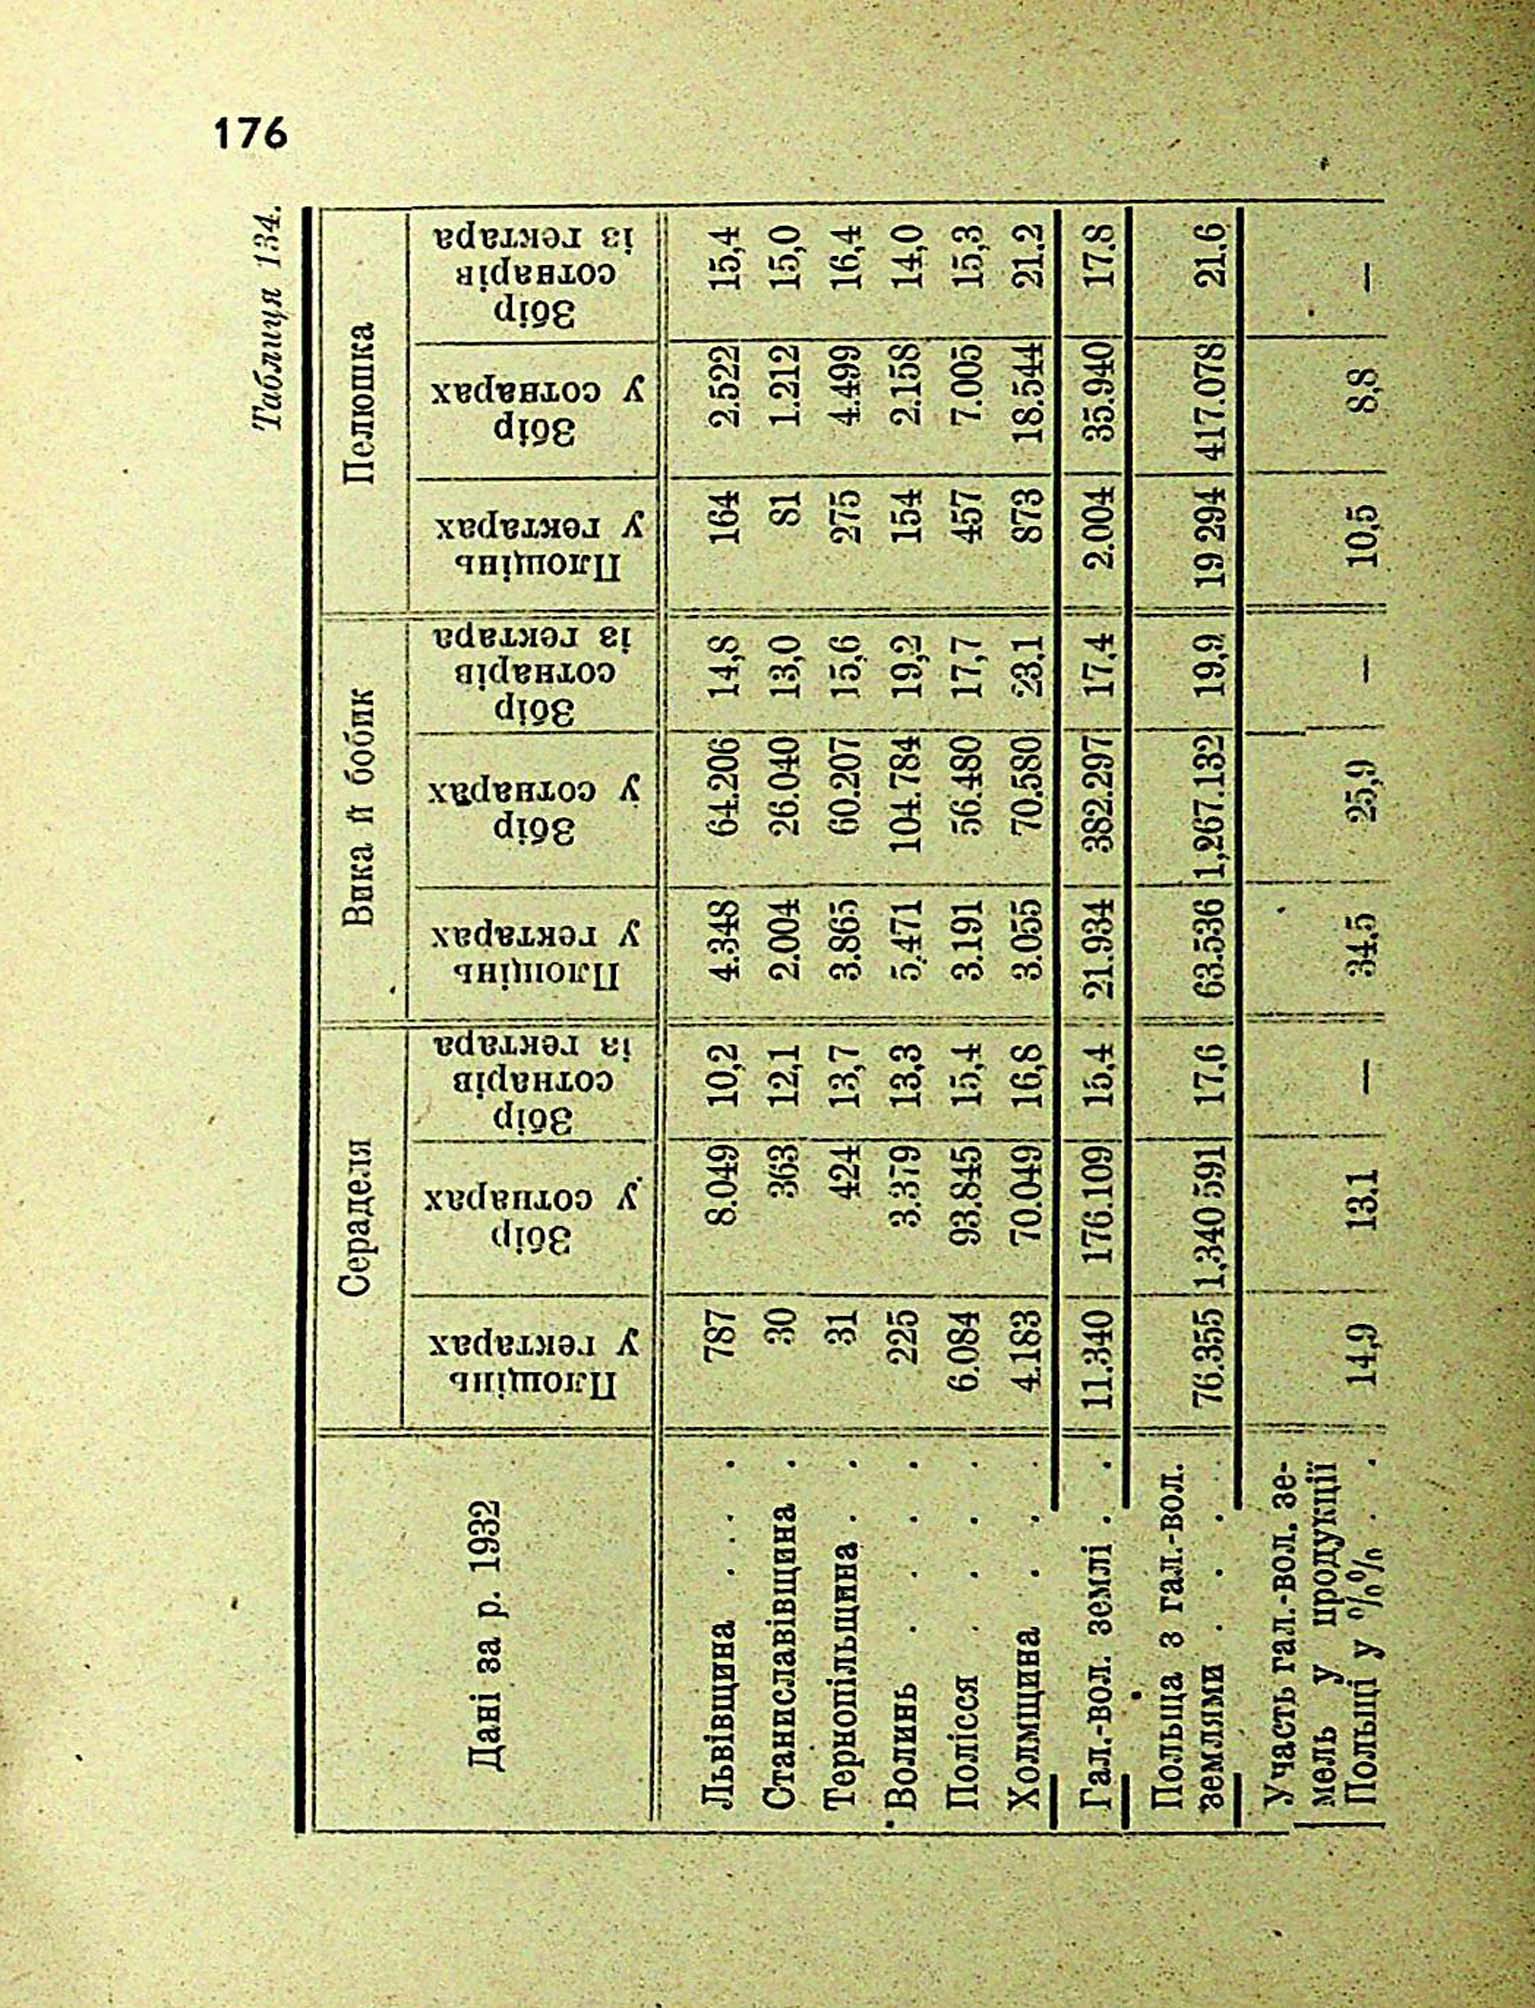 176
Таблиця 134.
Дані за р. 1932 Сераделя Вика й бобик Пелюшка
Площінь у гектарах Збір у сотнарах Збір сотнарів із гектара Площінь у гектарах Збір у сотнарах Збір сотнарів із гектара Площінь у гектарах Збір у сотнарах Збір сотнарів із гектара
Львівщина . . . . 787 8.049 10,2 4.348 64.206 14,8 164 2.522 15,4
Станиславівщина . 30 363 12,1 2.004 26.040 13,0 81 1.212 15,0
Тернопільщина . . 31 424 13,7 3.865 60.207 15,6 275 4.499 16,4
Волинь . . . . 225 3.379 13,3 5.471 104.784 19,2 154 2.158 14,0
Полісся . . . . 6.084 93.845 15,4 3.191 56.480 17,7 457 7.005 15,3
Холмщина . . . 4.183 70.049 16,8 3.055 70.580 23,1 873 18.544 21,2
Гал.-вол. землі . . 11.340 176.109 15,4 21.934 382.297 17,4 2.004 35.940 17,8
Польща з гал.-вол.
землями . . . . 76.355 1,340 591 17,6 63.536 1,267.132 19,9 19 294 417.078 21,6
Участь гал.-вол. зе-
мель у продукції
Польщі у %% . . 14,9 13.1 — 34,5 25,9 — 10,5 8,8 —